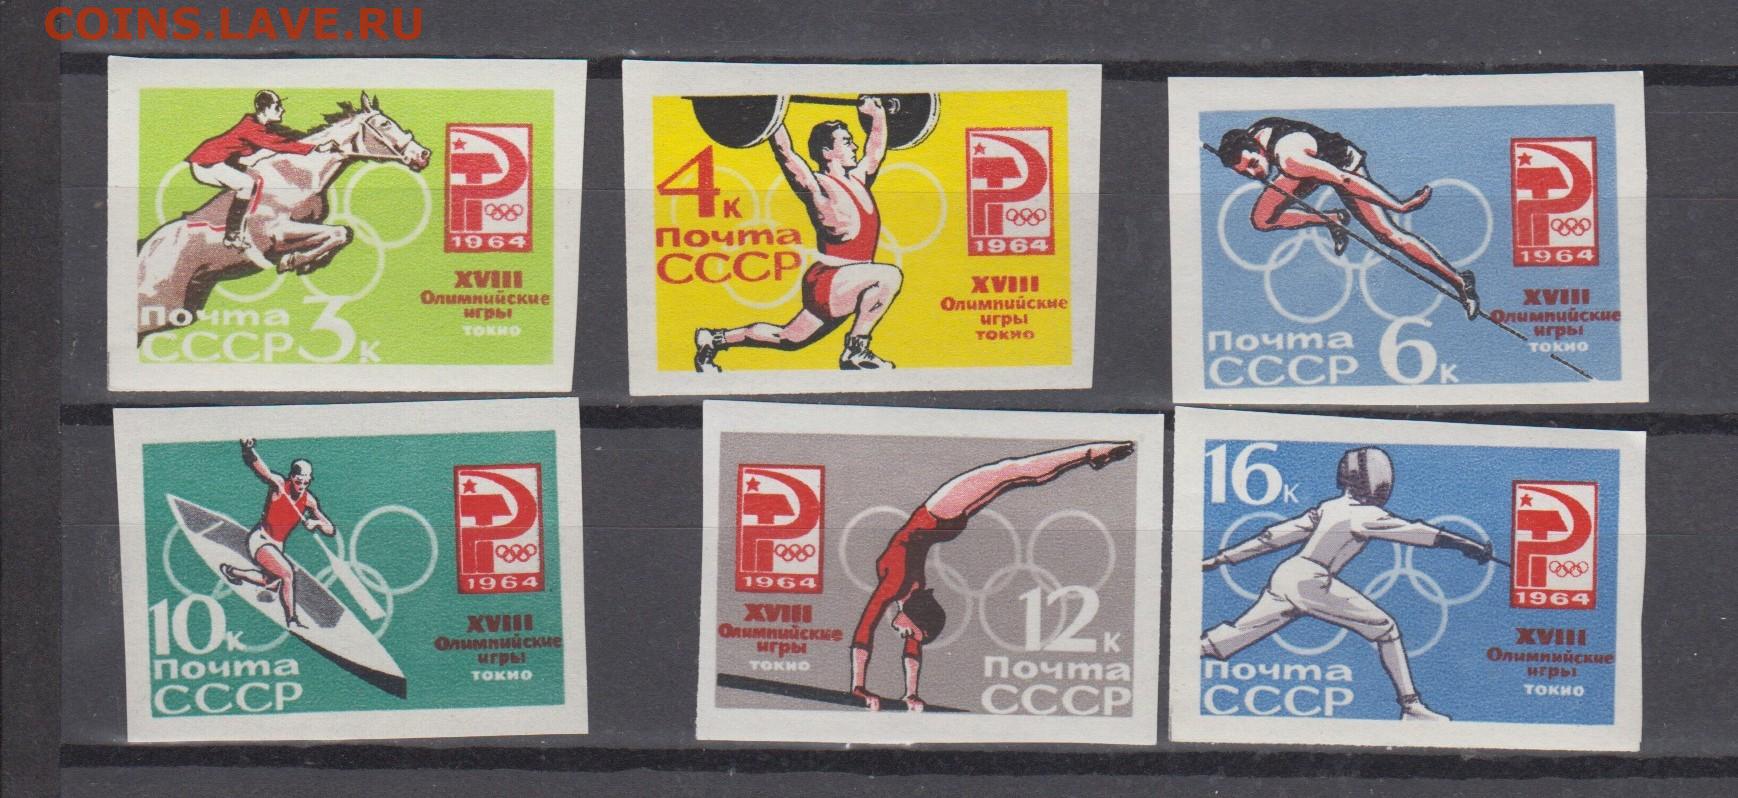 COINS.LAVE.РУ
1964
XVIII
Олимпийские
игры
токио
Почта
СССР 3к
4к
Почта
СССР
1964
XVIII
Олимпийские
игры
токио
1964
XVIII
Олимпийские
игры
токио
Почта
СССР 6к
1964
XVIII
Олимпийские
игры
токио
10к
Почта
СССР
1964
XVIII
Олимпийские
игры
токио
12к
Почта
СССР
16к
1964
XVIII
Олимпийские
игры
токио
Почта
СССР